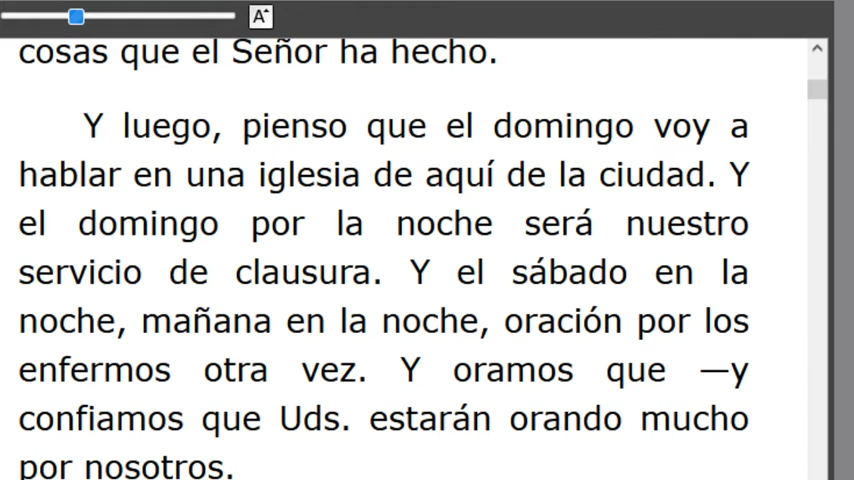 A
cosas que el Señor ha hecho.
Y luego, pienso que el domingo voy a
hablar en una iglesia de aquí de la ciudad. Y
el domingo por la noche será nuestro
servicio de clausura. Y el sábado en la
noche, mañana en la noche, oración por los
enfermos otra vez. Y oramos que —y
confiamos que Uds. estarán orando mucho
por nosotros.